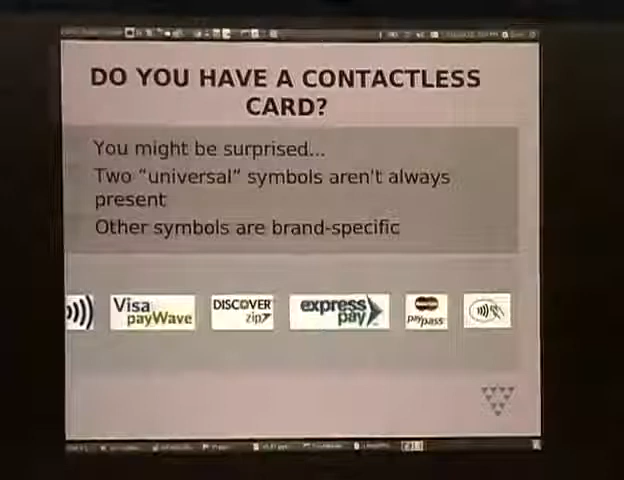 DO YOU HAVE A CONTACTLESS
CARD?
You might be surprised...
Two “universal” symbols aren't always
present
Other symbols are brand-specific
Visa
payWave
DISCOVER
zip
express
pay
paypass